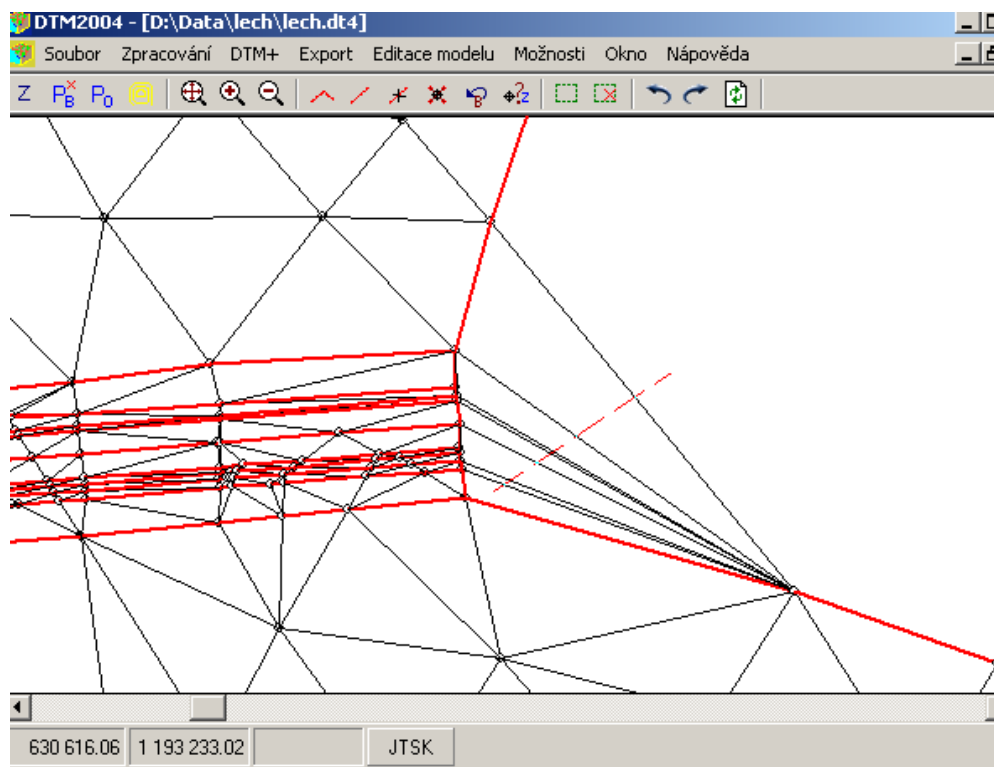 DTM2004 - [D:\Data\lech\lech.dt4]
Soubor Zpracování DTM+ Export Editace modelu Možnosti Okno Nápověda
Z P×B PO B ?z
630 616.06 1 193 233.02 JTSK